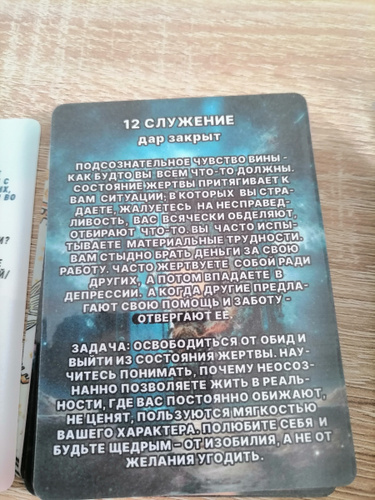 12 СЛУЖЕНИЕ
дар закрыт
ПОДСОЗНАТЕЛЬНОЕ ЧУВСТВО ВИНЫ -
КАК БУДТО ВЫ ВСЕМ ЧТО-ТО ДОЛЖНЫ.
СОСТОЯНИЕ ЖЕРТВЫ ПРИТЯГИВАЕТ К
ВАМ СИТУАЦИИ, В КОТОРЫХ ВЫ СТРА-
ДАЕТЕ, ЖАЛУЕТЕСЬ НА НЕСПРАВЕД-
ЛИВОСТЬ, ВАС ВСЯЧЕСКИ ОБДЕЛЯЮТ,
ОТБИРАЮТ ЧТО-ТО. ВЫ ЧАСТО ИСПЫ-
ТЫВАЕТЕ МАТЕРИАЛЬНЫЕ ТРУДНОСТИ.
ВАМ СТЫДНО БРАТЬ ДЕНЬГИ ЗА СВОЮ
РАБОТУ. ЧАСТО ЖЕРТВУЕТЕ СОБОЙ РАДИ
ДРУГИХ, А ПОТОМ ВПАДАЕТЕ В
ДЕПРЕССИИ. А КОГДА ДРУГИЕ ПРЕДЛА-
ГАЮТ СВОЮ ПОМОЩЬ И ЗАБОТУ -
ОТВЕРГАЮТ ЕЁ.
ЗАДАЧА: ОСВОБОДИТЬСЯ ОТ ОБИД И
ВЫЙТИ ИЗ СОСТОЯНИЯ ЖЕРТВЫ. НАУ-
ЧИТЕСЬ ПОНИМАТЬ, ПОЧЕМУ НЕОСОЗ-
НАННО ПОЗВОЛЯЕТЕ ЖИТЬ В РЕАЛЬ-
НОСТИ, ГДЕ ВАС ПОСТОЯННО ОБИЖАЮТ,
НЕ ЦЕНЯТ, ПОЛЬЗУЮТСЯ МЯГКОСТЬЮ
ВАШЕГО ХАРАКТЕРА. ПОЛЮБИТЕ СЕБЯ И
БУДЬТЕ ЩЕДРЫМ - ОТ ИЗОБИЛИЯ, А НЕ ОТ
ЖЕЛАНИЯ УГОДИТЬ.